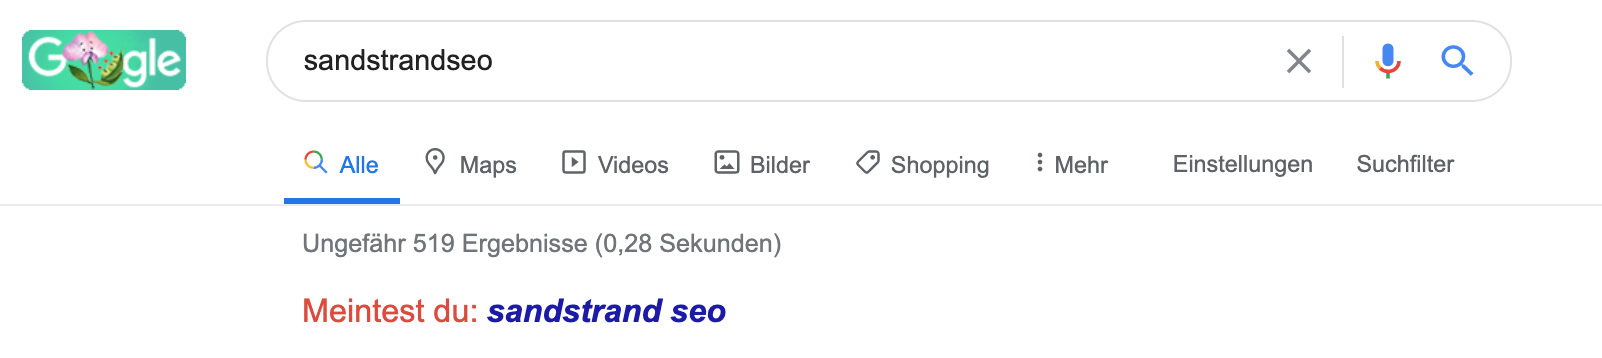 Google
sandstrandseo
Alle Maps Videos Bilder Shopping Mehr Einstellungen Suchfilter
Ungefähr 519 Ergebnisse (0,28 Sekunden)
Meintest du: sandstrand seo